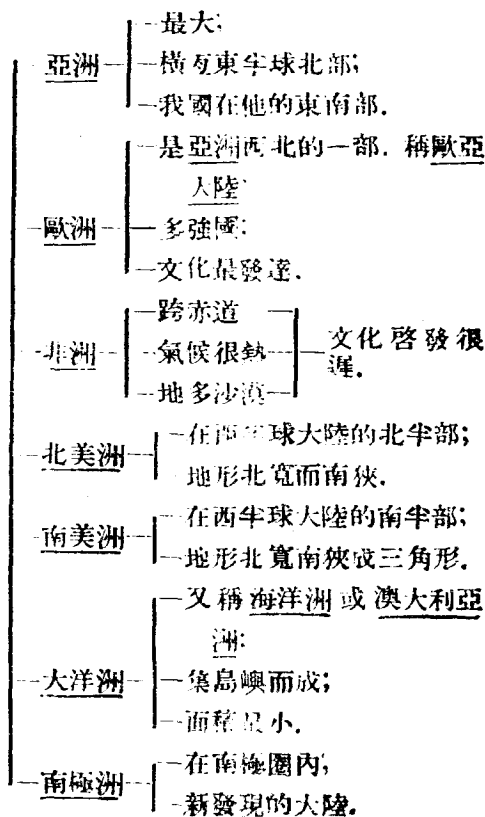 亞洲
最大;
橫亙東半球北部;
我國在他的東南部.
歐洲
是亞洲西北的一部. 稱歐亞
大陸;
多強國;
文化最發達.
非洲
跨赤道
氣候很熱
地多沙漠
文化啓發很
遲.
北美洲
在西半球大陸的北半部;
地形北寬而南狹.
南美洲
在西半球大陸的南半部;
地形北寬南狹成三角形.
大洋洲
又稱海洋洲或澳大利亞
洲;
集島嶼而成;
面積最小.
南極洲
在南極圈內;
新發現的大陸.